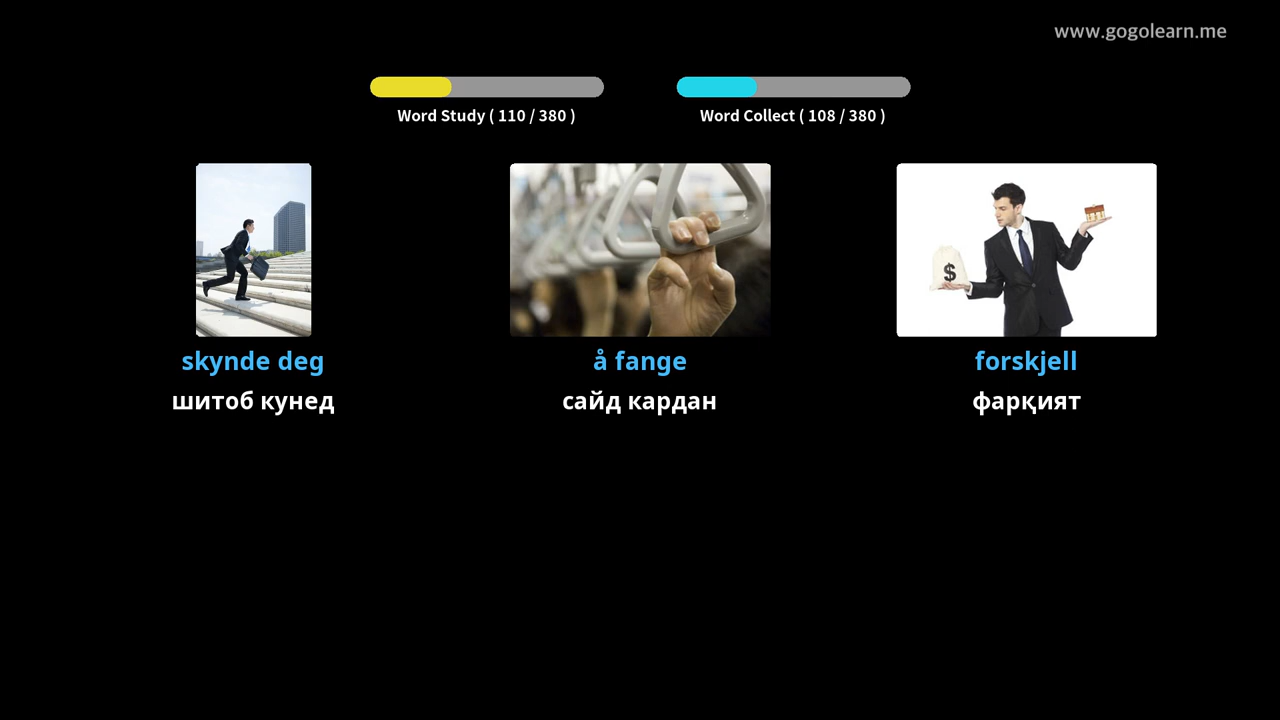 www.gogolearn.me
Word Study ( 110 / 380 )
Word Collect ( 108 / 380 )
$
skynde deg
å fange
forskjell
шитоб кунед
сайд кардан
фарқият